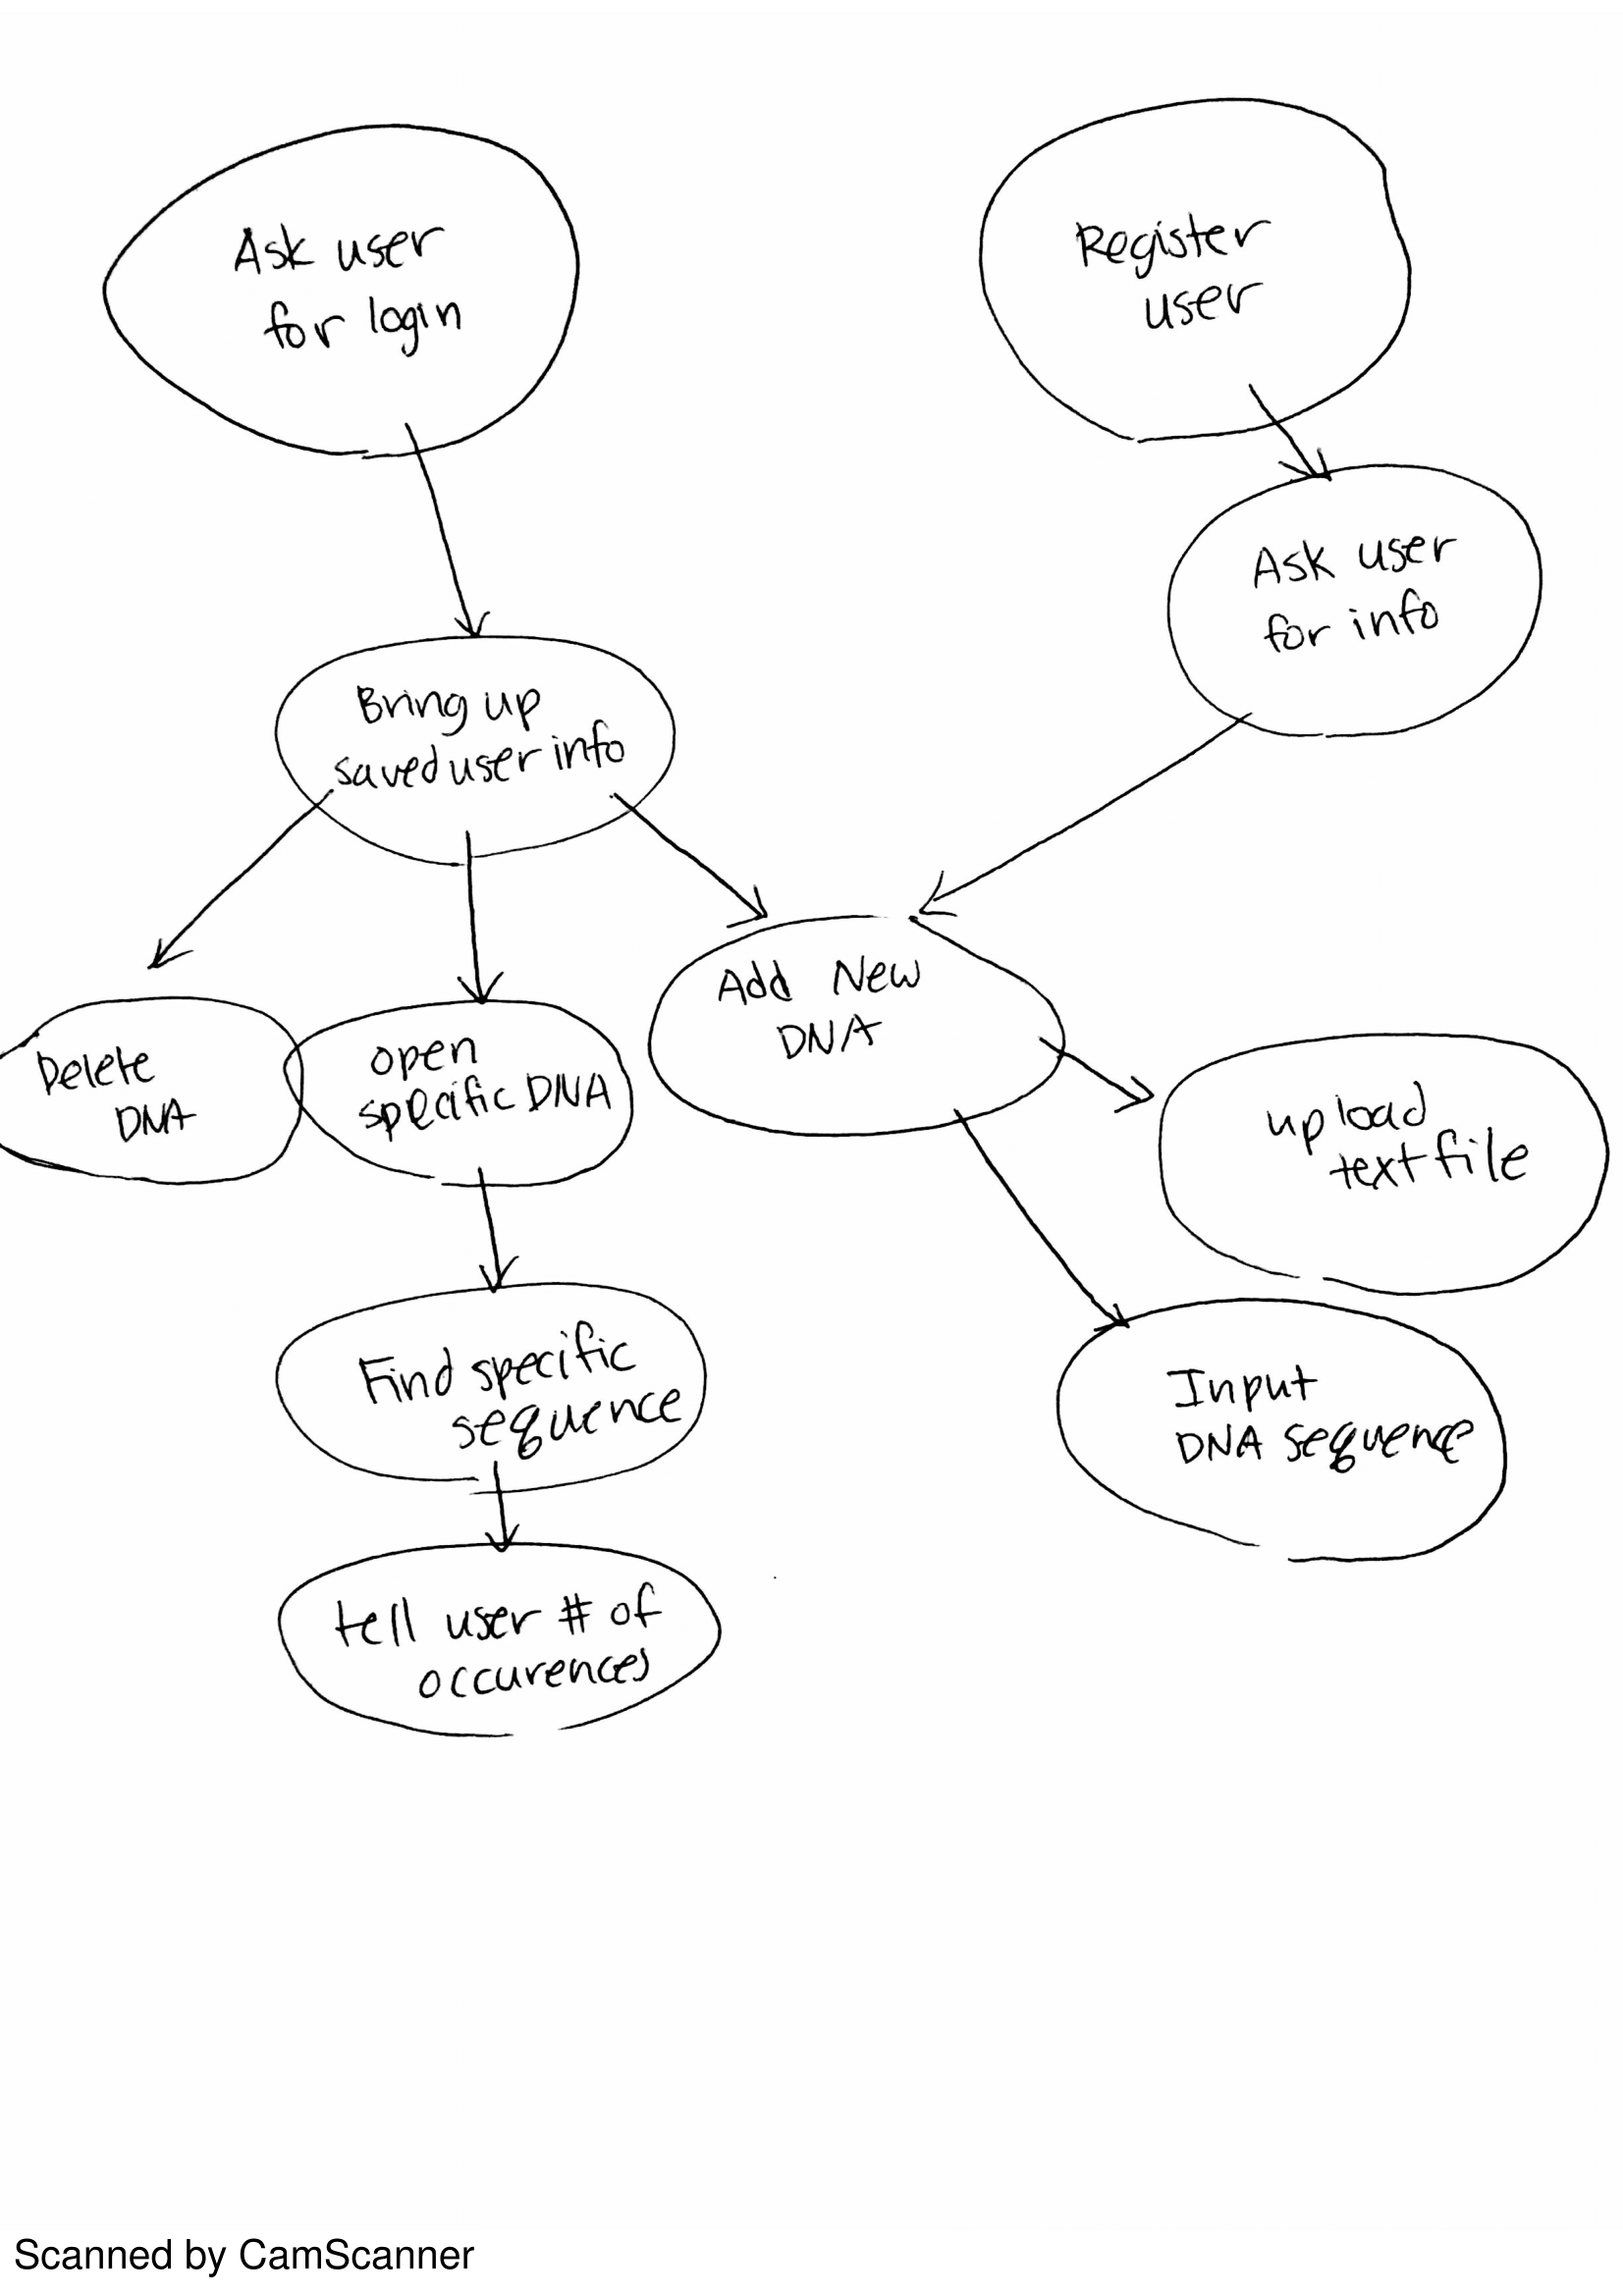 Ask user
for login
Register
user
Ask user
for info
Bring up
saved user info
Delete
DNA
open
specific DNA
Add New
DNA
upload
text file
Find specific
sequence
Input
DNA sequence
tell user # of
occurences
Scanned by CamScanner